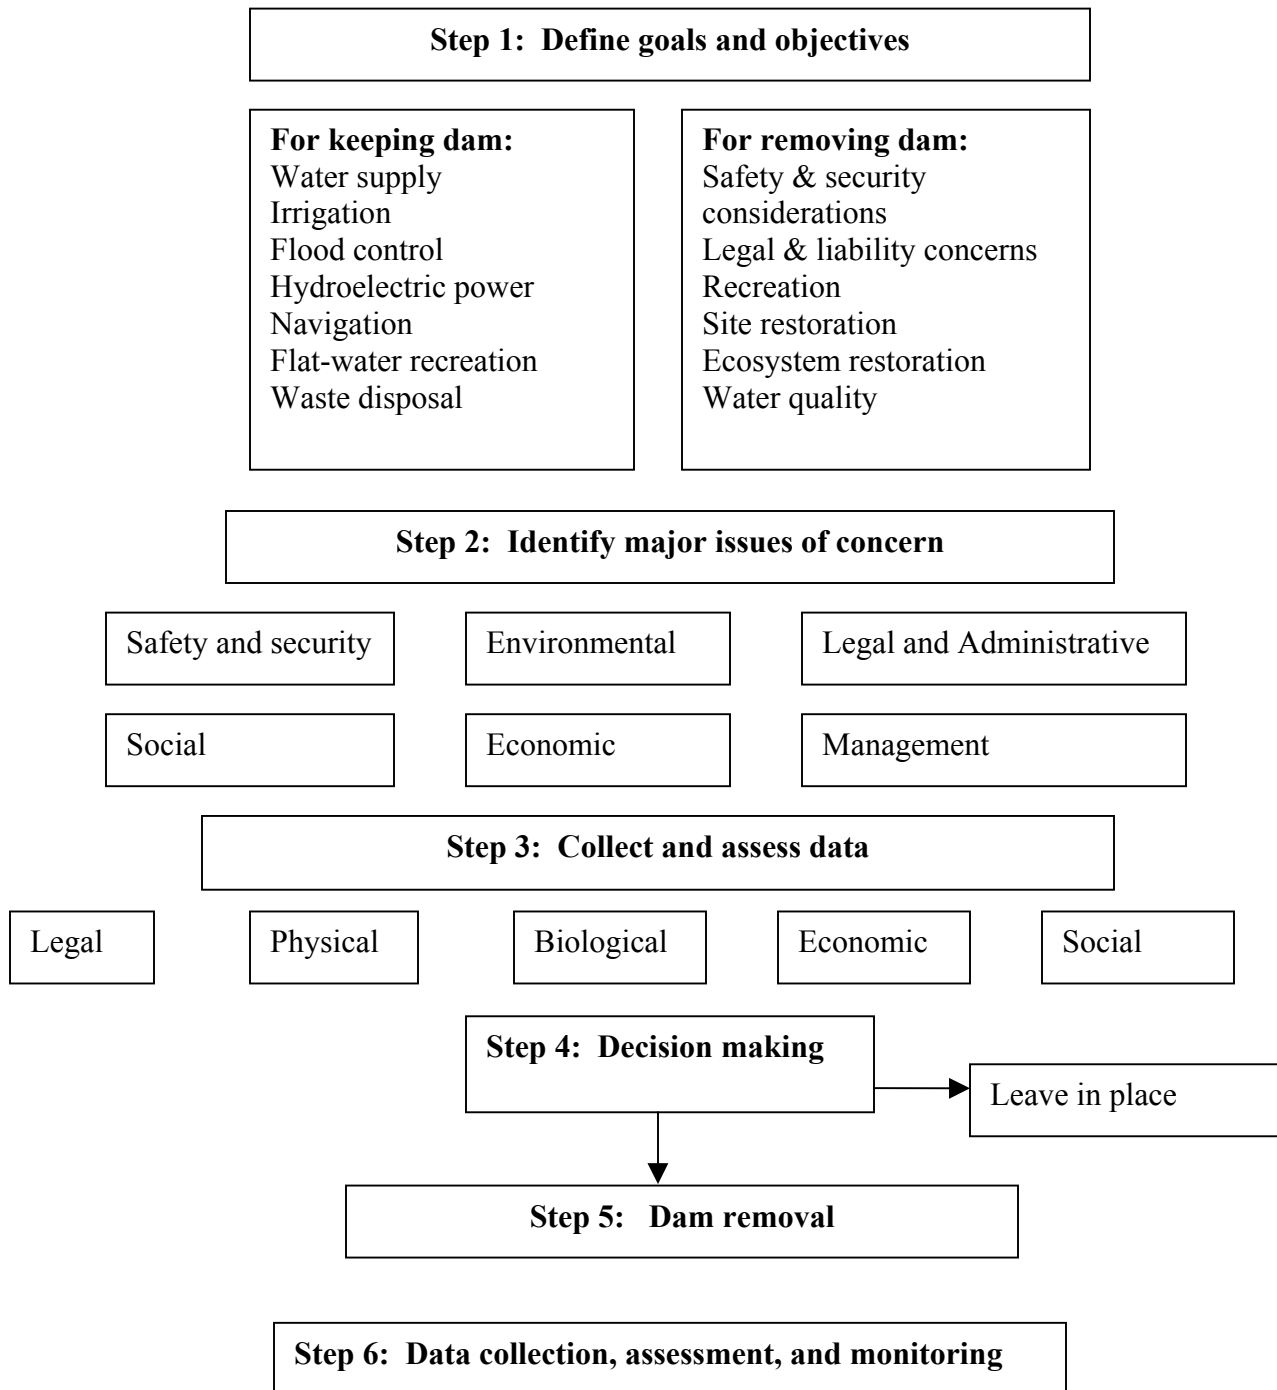 Step 1:  Define goals and objectives
For keeping dam:
Water supply
Irrigation
Flood control
Hydroelectric power
Navigation
Flat-water recreation
Waste disposal
For removing dam:
Safety & security
considerations
Legal & liability concerns
Recreation
Site restoration
Ecosystem restoration
Water quality
Step 2:  Identify major issues of concern
Safety and security
Environmental
Legal and Administrative
Social
Economic
Management
Step 3:  Collect and assess data
Legal
Physical
Biological
Economic
Social
Step 4:  Decision making
Leave in place
Step 5:   Dam removal
Step 6:  Data collection, assessment, and monitoring